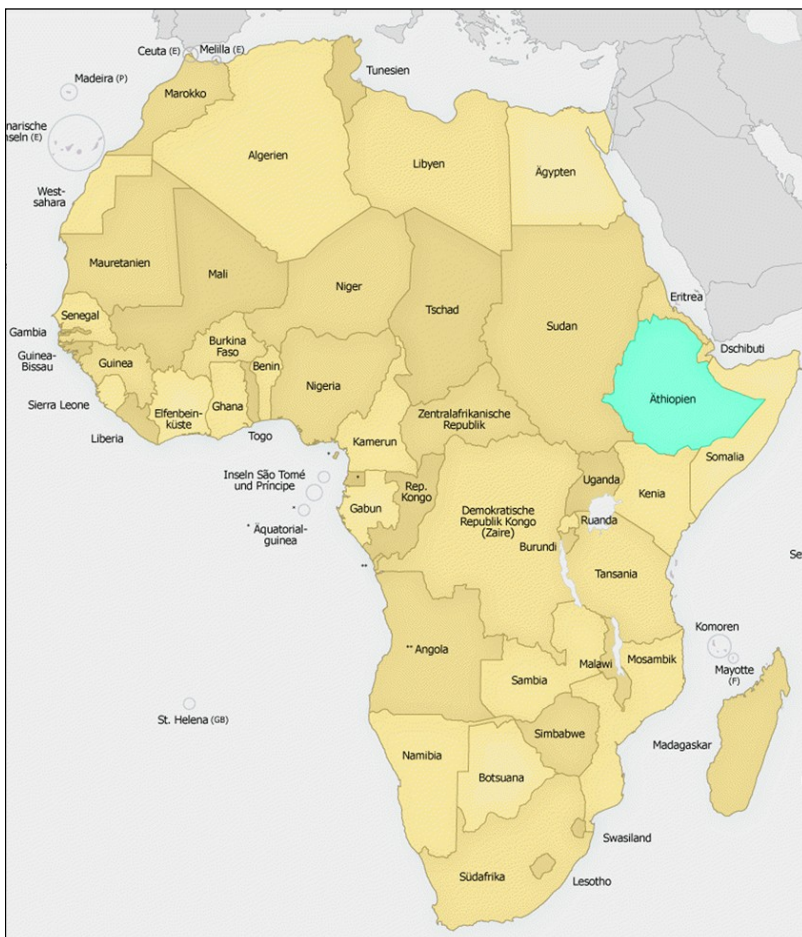 Ceuta (E)
Melilla (E)
Madeira (P)
Tunesien
Marokko
narische
nseln (E)
Algerien
Libyen
Ägypten
West-
sahara
Mauretanien
Mali
Niger
Tschad
Sudan
Eritrea
Senegal
Gambia
Guinea-
Bissau
Guinea
Burkina
Faso
Benin
Nigeria
Dschibuti
Äthiopien
Sierra Leone
Elfenbein-
küste
Ghana
Liberia
Togo
Zentralafrikanische
Republik
Kamerun
Somalia
Inseln São Tomé
und Príncipe
Rep.
Kongo
Uganda
Kenia
Gabun
Demokratische
Republik Kongo
(Zaire)
Ruanda
Äquatorial-
guinea
Burundi
Se
Tansania
Komoren
Angola
Malawi
Mosambik
Mayotte
(F)
Sambia
St. Helena (GB)
Simbabwe
Madagaskar
Namibia
Botsuana
Swasiland
Südafrika
Lesotho